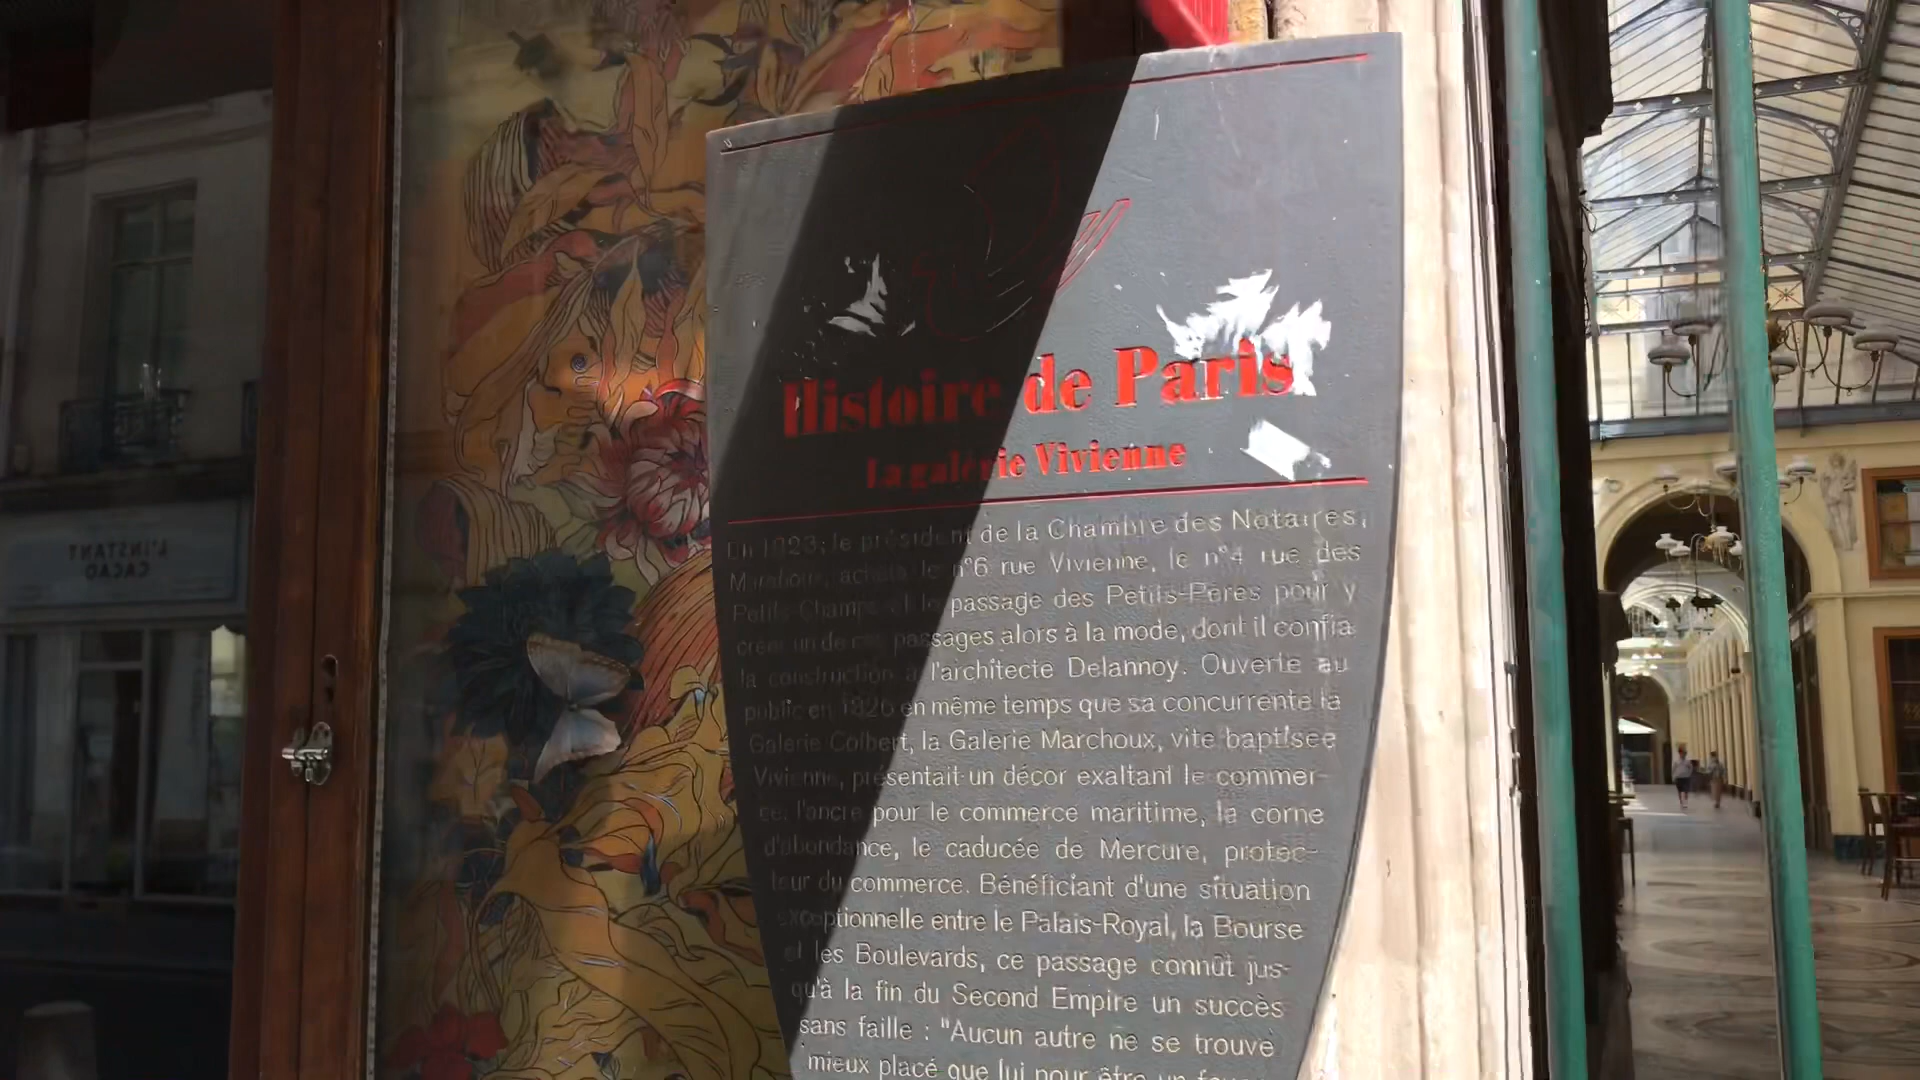 Histoire de Paris
La galerie Vivienne
En 1823, le président de la Chambre des Notaires,
Marchoux, acheta le n°6 rue Vivienne, le n°4 rue des
Petits Champs et le passage des Petits-Pères pour y
créer un de ces passages alors à la mode, dont il confia
la construction à l'architecte Delannoy. Ouverte au
public en 1826 en même temps que sa concurrente la
Galerie Colbert, la Galerie Marchoux, vite baptisée
Vivienne, présentait un décor exaltant le commer-
ce: l'ancre pour le commerce maritime, la corne
d'abondance, le caducée de Mercure, protec-
teur du commerce. Bénéficiant d'une situation
exceptionnelle entre le Palais-Royal, la Bourse
et les Boulevards, ce passage connût jus-
qu'à la fin du Second Empire un succès
sans faille : "Aucun autre ne se trouve
mieux placé que lui pour être un
L'INSTANT
CACAO